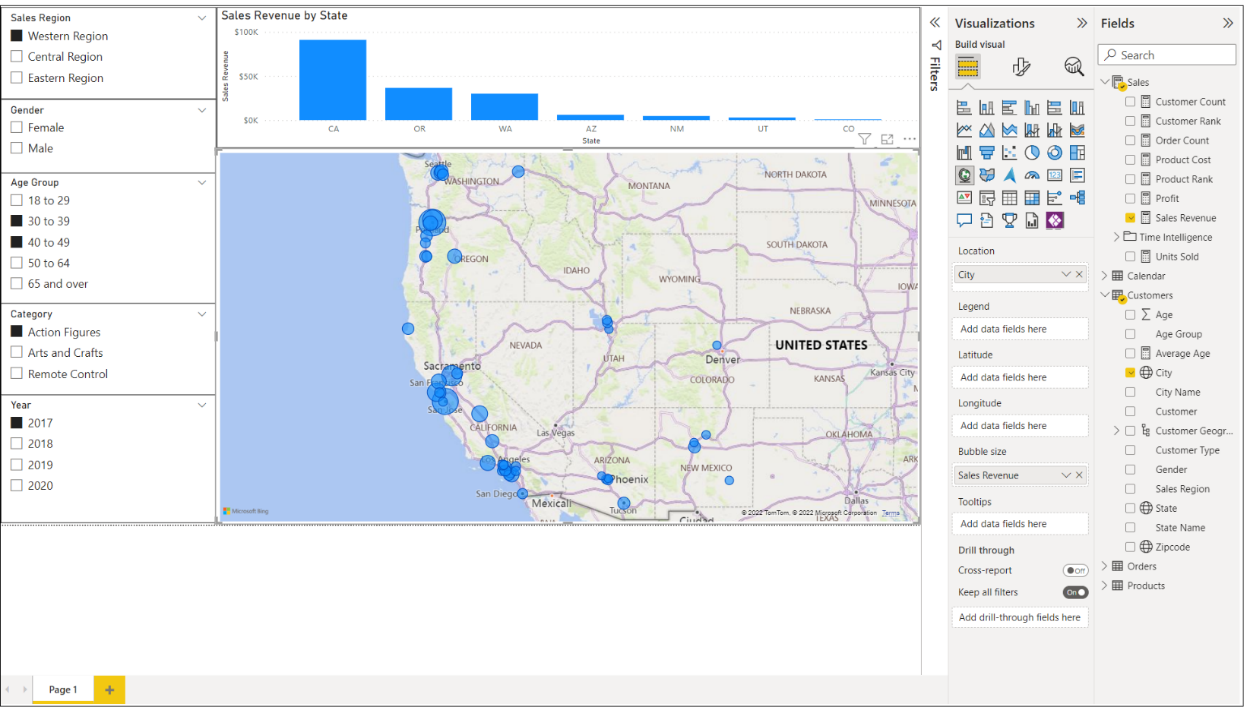 Sales Region
Western Region
Central Region
Eastern Region
Gender
Female
Male
Age Group
18 to 29
30 to 39
40 to 49
50 to 64
65 and over
Category
Action Figures
Arts and Crafts
Remote Control
Year
2017
2018
2019
2020
Sales Revenue by State
$100K
$50K
$0K
Sales Revenue
CA
OR
WA
AZ
NM
UT
CO
State
Seattle
WASHINGTON
MONTANA
NORTH DAKOTA
MINNESOTA
Portland
OREGON
IDAHO
SOUTH DAKOTA
WYOMING
IOWA
NEBRASKA
NEVADA
UTAH
UNITED STATES
Denver
Sacramento
San Francisco
COLORADO
KANSAS
Kansas City
San Jose
CALIFORNIA
Las Vegas
OKLAHOMA
Los Angeles
ARIZONA
NEW MEXICO
ARK
Phoenix
San Diego
Mexicali
Tucson
Dallas
Ciudad
TEXAS
Microsoft Bing
© 2022 TomTom, © 2022 Microsoft Corporation Terms
Filters
Visualizations
Build visual
123
Location
City
Legend
Add data fields here
Latitude
Add data fields here
Longitude
Add data fields here
Bubble size
Sales Revenue
Tooltips
Add data fields here
Drill through
Cross-report
Off
Keep all filters
On
Add drill-through fields here
Fields
Search
Sales
Customer Count
Customer Rank
Order Count
Product Cost
Product Rank
Profit
Sales Revenue
Time Intelligence
Units Sold
Calendar
Customers
Age
Age Group
Average Age
City
City Name
Customer
Customer Geogr...
Customer Type
Gender
Sales Region
State
State Name
Zipcode
Orders
Products
Page 1